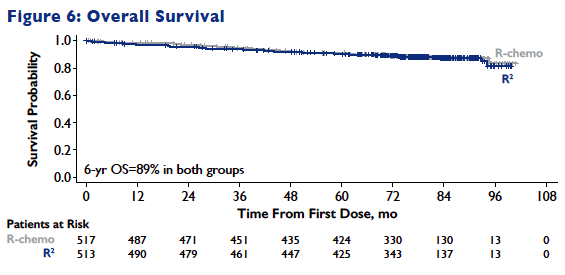 Figure 6: Overall Survival
1.0
0.8
0.6
0.4
0.2
0.0
Survival Probability
R-chemo
R²
6-yr OS=89% in both groups
0 12 24 36 48 60 72 84 96 108
Time From First Dose, mo
Patients at Risk
R-chemo 517 487 471 451 435 424 330 130 13 0
R² 513 490 479 461 447 425 343 137 13 0